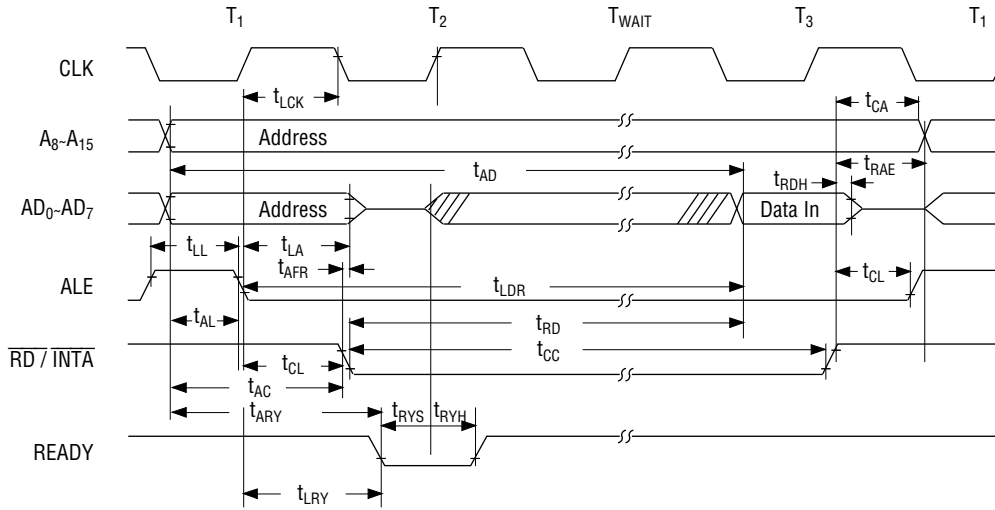 T1 T2 TWAIT T3 T1
CLK
tLCK tCA
A8~A15 Address
tAD tRAE
tRDH
AD0~AD7 Address Data In
tLL tLA
tAFR tCL
ALE tLDR
tAL tRD
RD / INTA tCC
tCL
tAC
tARY tRYS tRYH
READY
tLRY